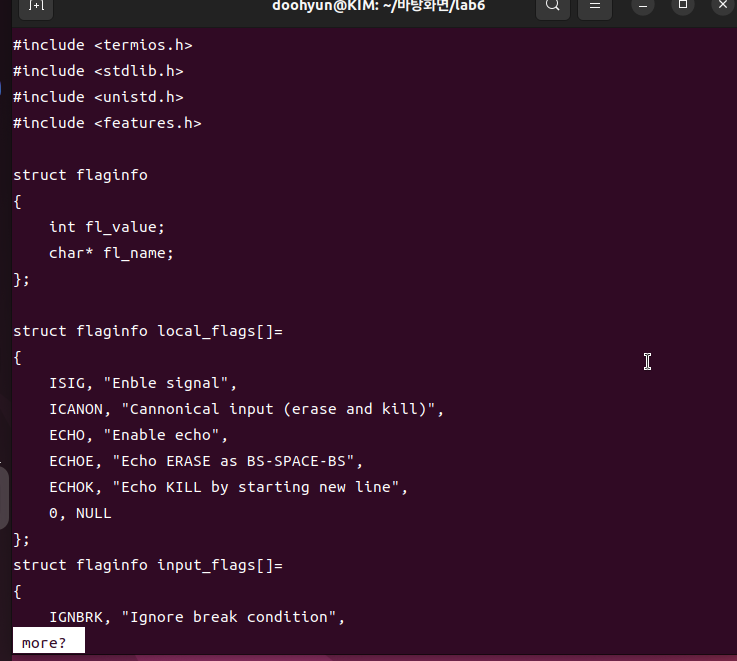 doohyun@KIM: ~/바탕화면/lab6
#include <termios.h>
#include <stdlib.h>
#include <unistd.h>
#include <features.h>
struct flaginfo
{
    int fl_value;
    char* fl_name;
};
struct flaginfo local_flags[]=
{
    ISIG, "Enble signal",
    ICANON, "Cannonical input (erase and kill)",
    ECHO, "Enable echo",
    ECHOE, "Echo ERASE as BS-SPACE-BS",
    ECHOK, "Echo KILL by starting new line",
    0, NULL
};
struct flaginfo input_flags[]=
{
    IGNBRK, "Ignore break condition",
more?